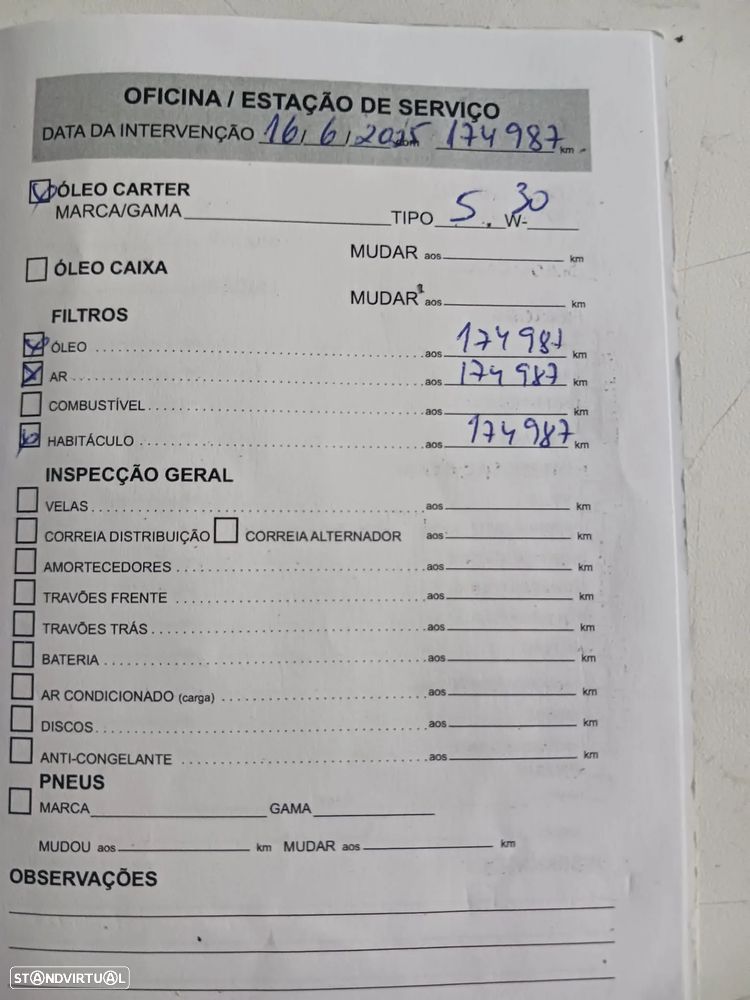 OFICINA / ESTAÇÃO DE SERVIÇO
DATA DA INTERVENÇÃO 16/6/2025 174987 km
ÓLEO CARTER
MARCA/GAMA TIPO 5 W- 30
MUDAR aos km
ÓLEO CAIXA
MUDAR aos km
FILTROS
ÓLEO aos 174987 km
AR aos 174987 km
COMBUSTÍVEL aos km
HABITÁCULO aos 174987 km
INSPECÇÃO GERAL
VELAS aos km
CORREIA DISTRIBUIÇÃO CORREIA ALTERNADOR aos km
AMORTECEDORES aos km
TRAVÕES FRENTE aos km
TRAVÕES TRÁS aos km
BATERIA aos km
AR CONDICIONADO (carga) aos km
DISCOS aos km
ANTI-CONGELANTE aos km
PNEUS
MARCA GAMA
MUDOU aos km MUDAR aos km
OBSERVAÇÕES
STANDVIRTUAL